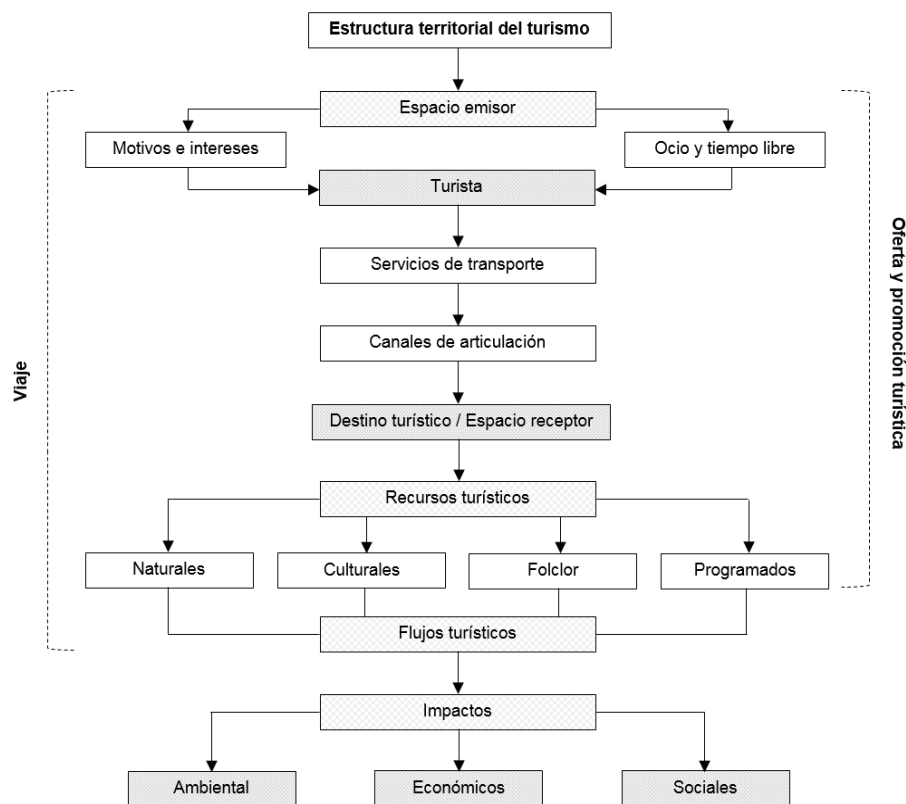 Estructura territorial del turismo
Espacio emisor
Motivos e intereses
Ocio y tiempo libre
Turista
Servicios de transporte
Canales de articulación
Viaje
Oferta y promoción turística
Destino turístico / Espacio receptor
Recursos turísticos
Naturales
Culturales
Folclor
Programados
Flujos turísticos
Impactos
Ambiental
Económicos
Sociales